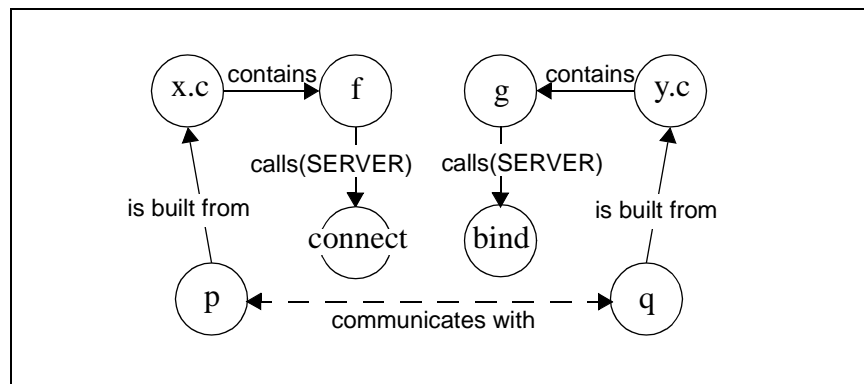 contains
contains
x.c
f
g
y.c
calls(SERVER)
calls(SERVER)
is built from
is built from
connect
bind
p
q
communicates with